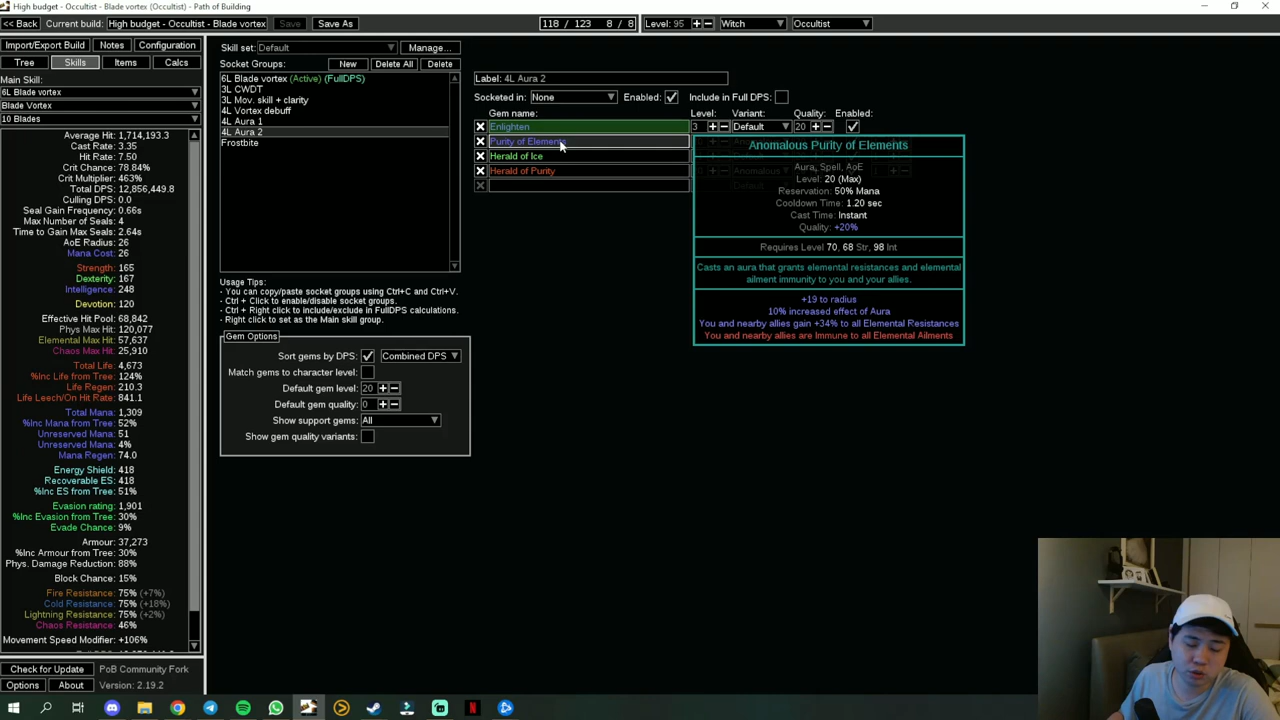 High budget - Occultist - Blade vortex (Occultist) - Path of Building
<< Back
Current build: High budget - Occultist - Blade vortex
Save
Save As
118 / 123 8 / 8
Level: 95
Witch
Occultist
Import/Export Build
Notes
Configuration
Tree
Skills
Items
Calcs
Main Skill:
6L Blade vortex
Blade Vortex
10 Blades
Average Hit: 1,714,193.3
Cast Rate: 3.35
Hit Rate: 7.50
Crit Chance: 78.84%
Crit Multiplier: 463%
Total DPS: 12,856,449.8
Culling DPS: 0.0
Seal Gain Frequency: 0.66s
Max Number of Seals: 4
Time to Gain Max Seals: 2.64s
AoE Radius: 26
Mana Cost: 26
Strength: 165
Dexterity: 167
Intelligence: 248
Devotion: 120
Effective Hit Pool: 68,842
Phys Max Hit: 120,077
Elemental Max Hit: 57,637
Chaos Max Hit: 25,910
Total Life: 4,673
%Inc Life from Tree: 124%
Life Regen: 210.3
Life Leech/On Hit Rate: 841.1
Total Mana: 1,309
%Inc Mana from Tree: 52%
Unreserved Mana: 51
Unreserved Mana: 4%
Mana Regen: 74.0
Energy Shield: 418
Recoverable ES: 418
%Inc ES from Tree: 51%
Evasion rating: 1,901
%Inc Evasion from Tree: 30%
Evade Chance: 9%
Armour: 37,273
%Inc Armour from Tree: 30%
Phys. Damage Reduction: 88%
Block Chance: 15%
Fire Resistance: 75% (+7%)
Cold Resistance: 75% (+18%)
Lightning Resistance: 75% (+2%)
Chaos Resistance: 46%
Movement Speed Modifier: +106%
Check for Update
PoB Community Fork
Options
About
Version: 2.19.2
Skill set: Default
Manage...
Socket Groups:
New
Delete All
Delete
6L Blade vortex (Active) (FullDPS)
3L CWDT
3L Mov. skill + clarity
4L Vortex debuff
4L Aura 1
4L Aura 2
Frostbite
Usage Tips:
- You can copy/paste socket groups using Ctrl+C and Ctrl+V.
- Ctrl + Click to enable/disable socket groups.
- Ctrl + Right click to include/exclude in FullDPS calculations.
- Right click to set as the Main skill group.
Gem Options
Sort gems by DPS:
Combined DPS
Match gems to character level:
Default gem level: 20
Default gem quality: 0
Show support gems: All
Show gem quality variants:
Label: 4L Aura 2
Socketed in: None
Enabled:
Include in Full DPS:
Gem name:
Level:
Variant:
Quality:
Enabled:
Enlighten
3
Default
20
Purity of Elements
Herald of Ice
Herald of Purity
Anomalous Purity of Elements
Aura, Spell, AoE
Level: 20 (Max)
Reservation: 50% Mana
Cooldown Time: 1.20 sec
Cast Time: Instant
Quality: +20%
Requires Level 70, 68 Str, 98 Int
Casts an aura that grants elemental resistances and elemental
ailment immunity to you and your allies.
+19 to radius
10% increased effect of Aura
You and nearby allies gain +34% to all Elemental Resistances
You and nearby allies are Immune to all Elemental Ailments